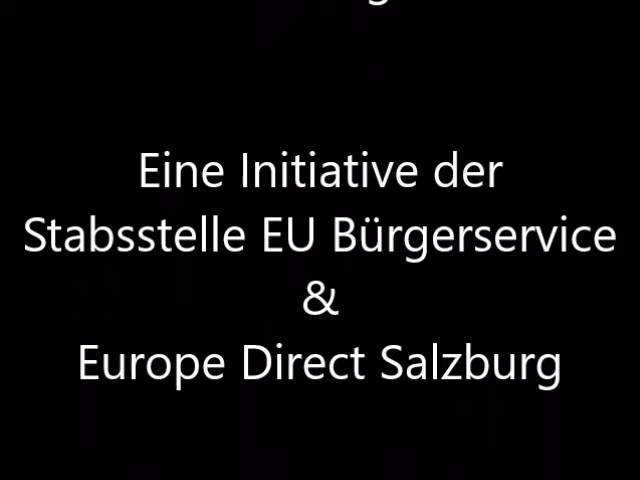 Eine Initiative der
Stabsstelle EU Bürgerservice
&
Europe Direct Salzburg